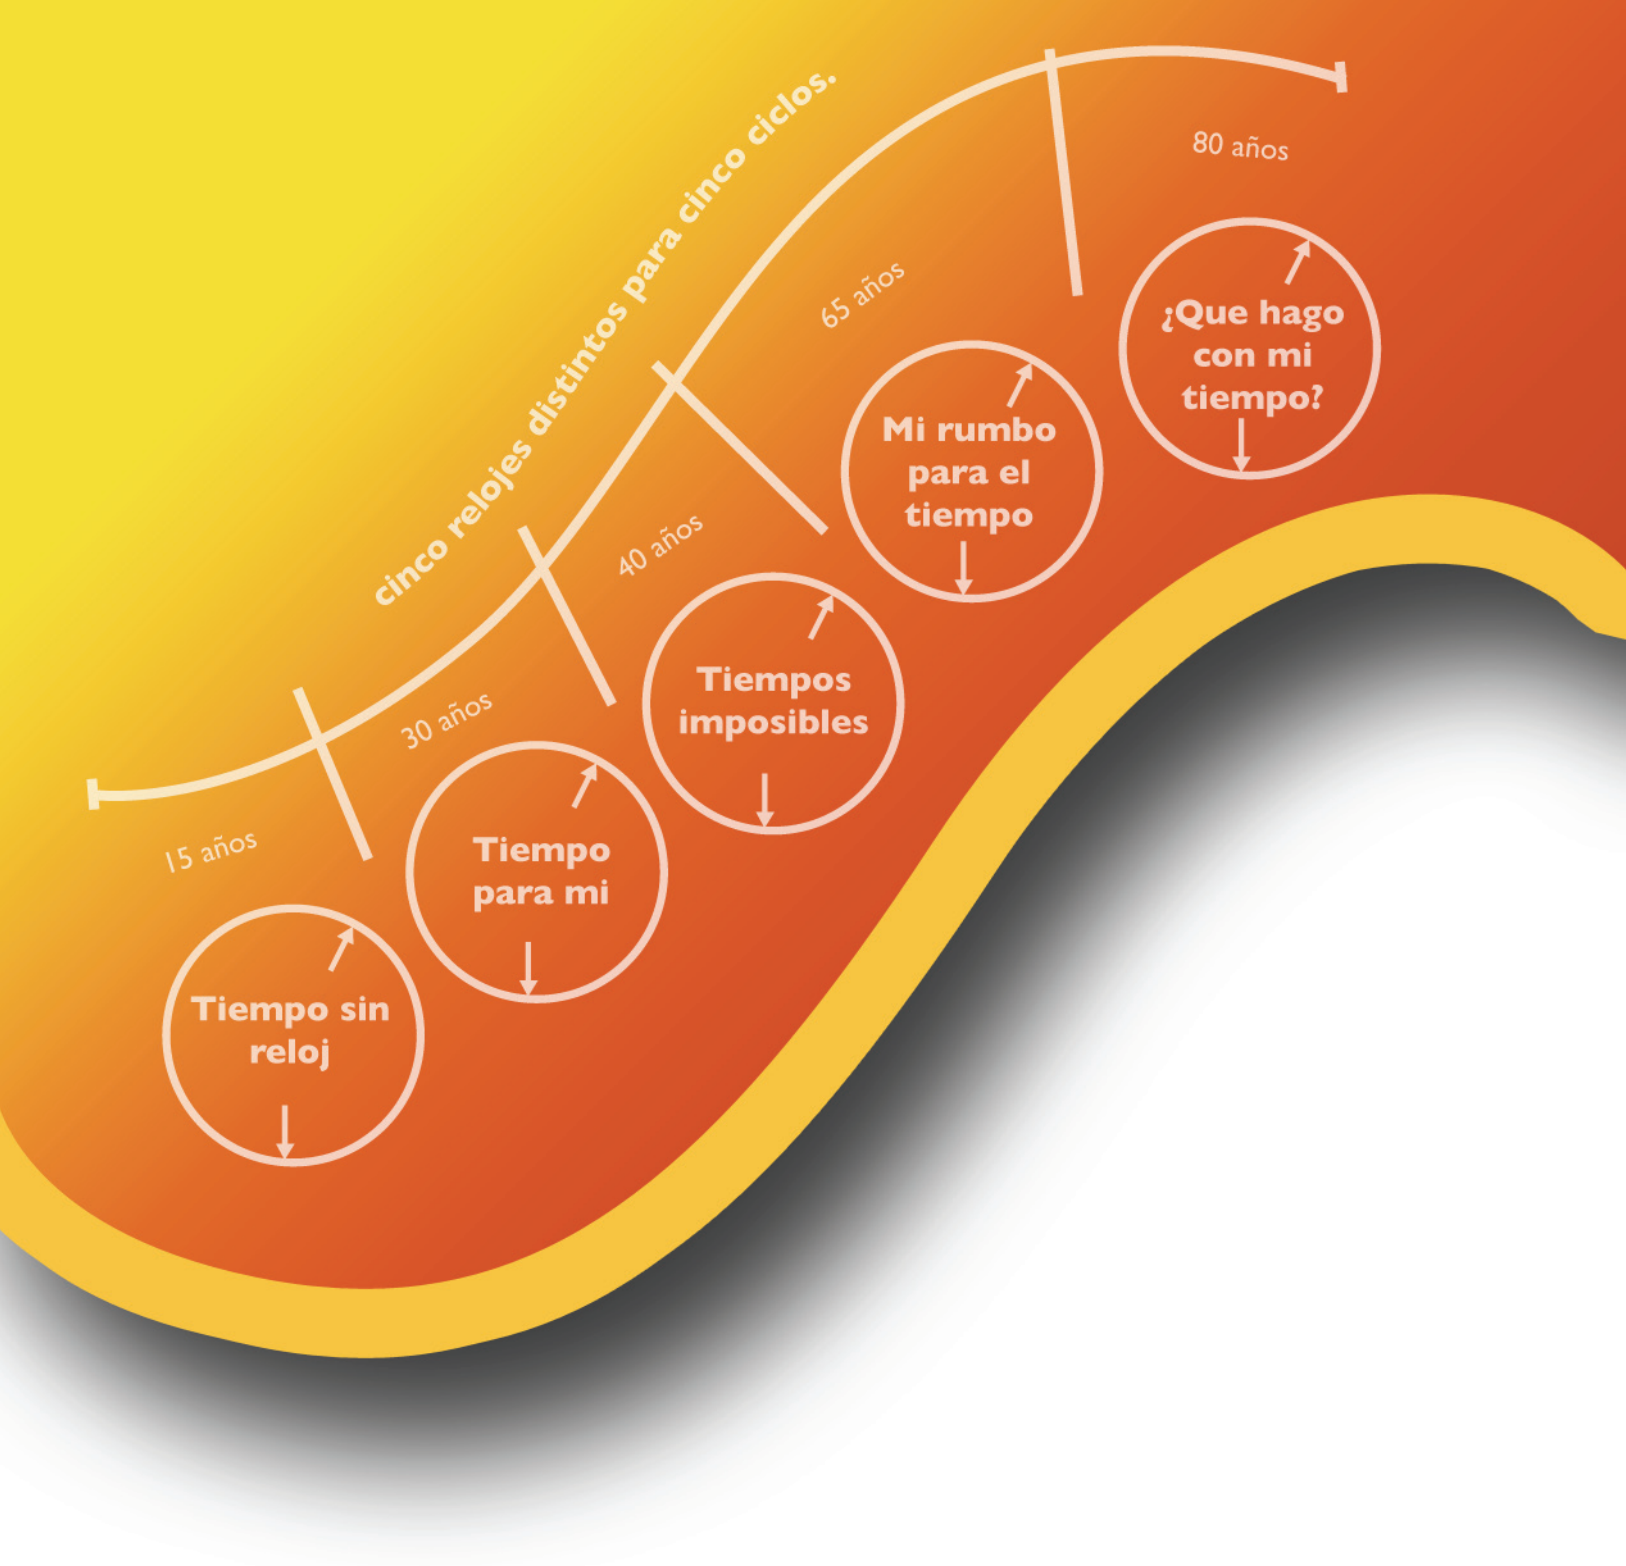 cinco relojes distintos para cinco ciclos.
15 años
Tiempo sin
reloj
30 años
Tiempo
para mi
40 años
Tiempos
imposibles
65 años
Mi rumbo
para el
tiempo
80 años
¿Que hago
con mi
tiempo?